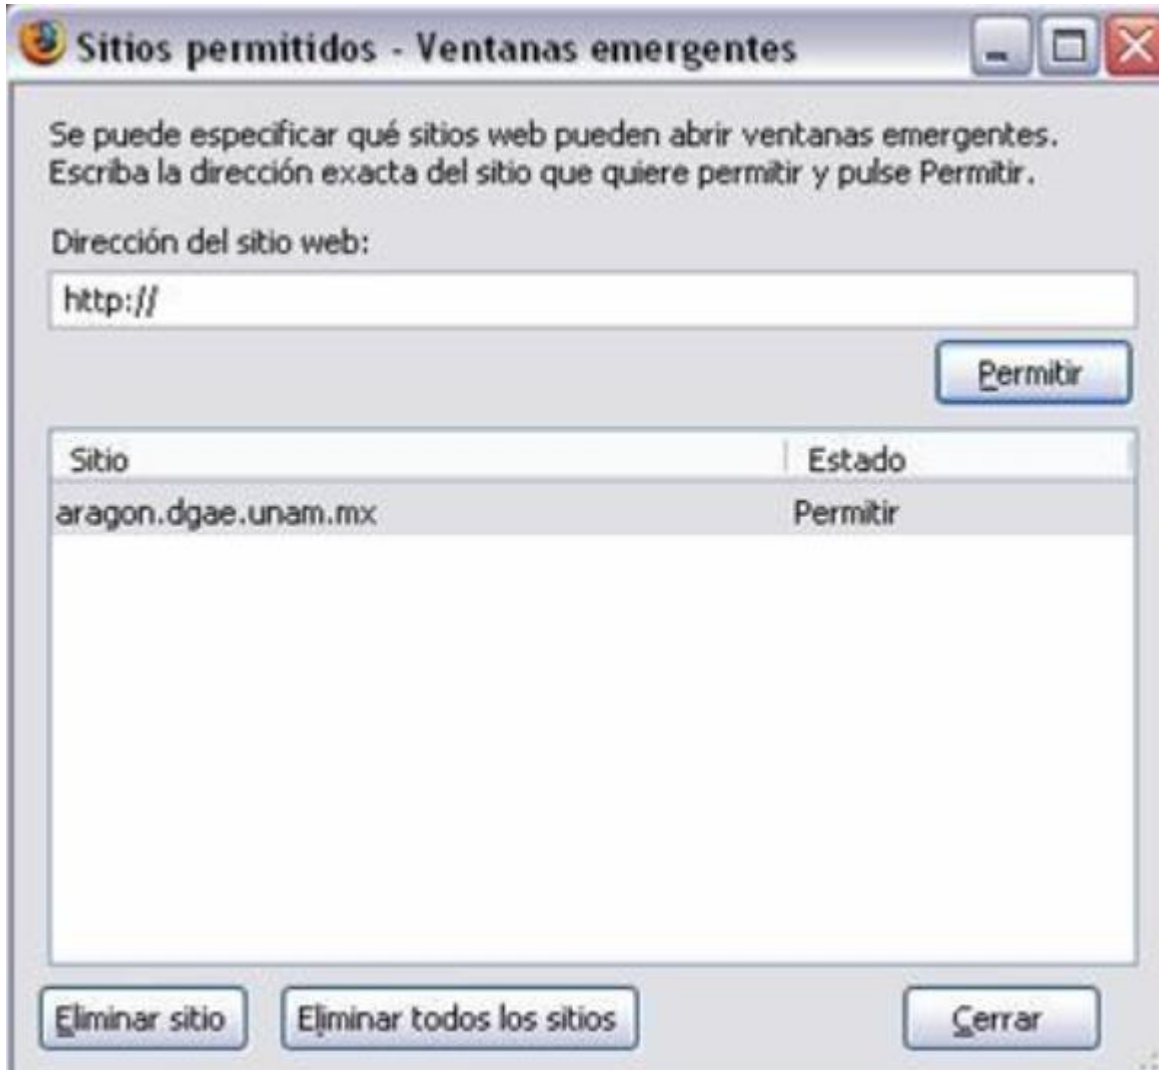 Sitios permitidos - Ventanas emergentes
Se puede especificar qué sitios web pueden abrir ventanas emergentes.
Escriba la dirección exacta del sitio que quiere permitir y pulse Permitir.
Dirección del sitio web:
http://
Permitir
Sitio Estado
aragon.dgae.unam.mx Permitir
Eliminar sitio Eliminar todos los sitios Cerrar